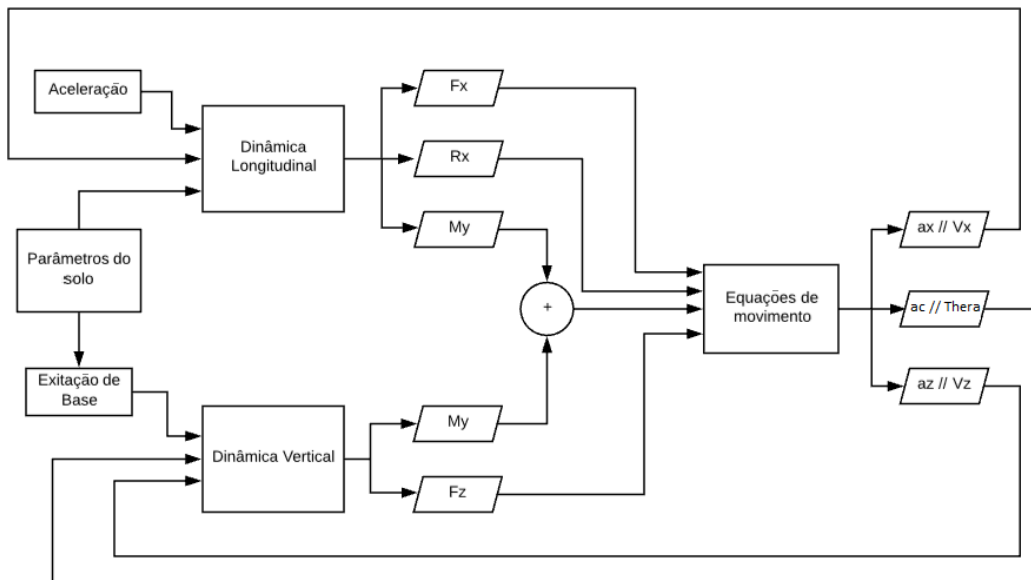 Aceleração
Fx
Dinâmica
Longitudinal
Rx
My
Parâmetros do
solo
ax // Vx
Equações de
movimento
+
ac // Thera
Exitação de
Base
az // Vz
My
Dinâmica Vertical
Fz